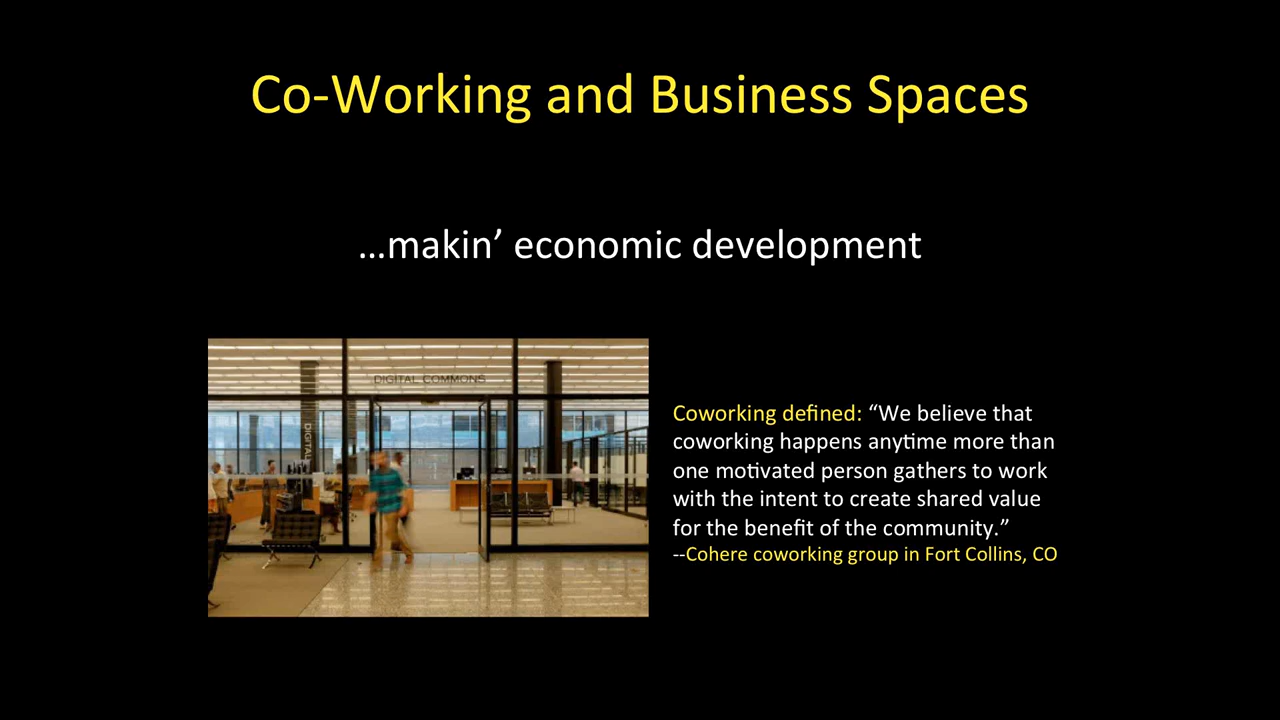 Co-Working and Business Spaces
…makin’ economic development
DIGITAL COMMONS
DIGITAL
Coworking defined: “We believe that
coworking happens anytime more than
one motivated person gathers to work
with the intent to create shared value
for the benefit of the community.”
--Cohere coworking group in Fort Collins, CO